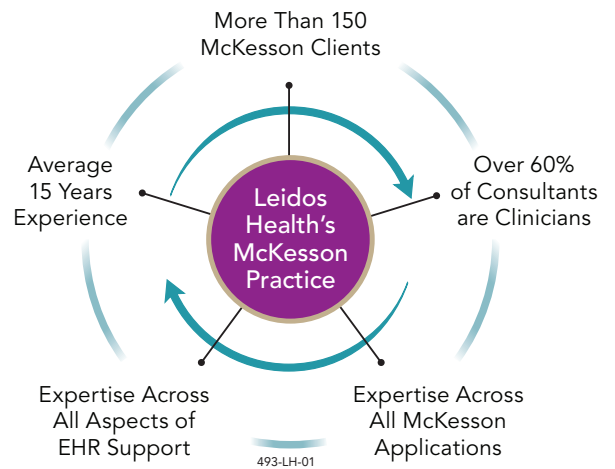 More Than 150
McKesson Clients
Average
15 Years
Experience
Leidos
Health's
McKesson
Practice
Over 60%
of Consultants
are Clinicians
Expertise Across
All Aspects of
EHR Support
Expertise Across
All McKesson
Applications
493-LH-01